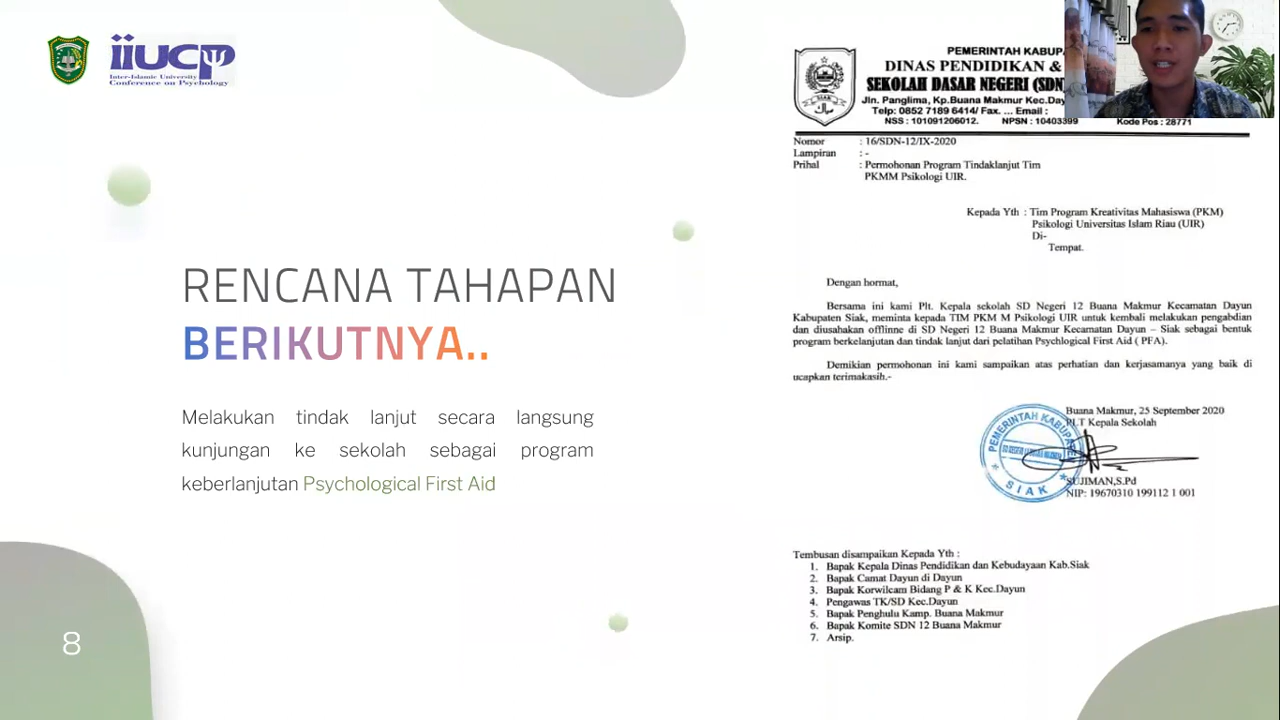 iiucp
Inter-Islamic University
Conference on Psychology
RENCANA TAHAPAN
BERIKUTNYA..
Melakukan tindak lanjut secara langsung
kunjungan ke sekolah sebagai program
keberlanjutan Psychological First Aid
8
PEMERINTAH KABUPA
DINAS PENDIDIKAN &
SEKOLAH DASAR NEGERI (SDN)
Jln. Panglima, Kp.Buana Makmur Kec.Day
Telp: 0852 7189 6414/ Fax. ... Email :
NSS : 101091206012. NPSN : 10403399 Kode Pos : 28771
SIAK
Nomor : 16/SDN-12/IX-2020
Lampiran : -
Prihal : Permohonan Program Tindaklanjut Tim
PKMM Psikologi UIR.
Kepada Yth : Tim Program Kreativitas Mahasiswa (PKM)
Psikologi Universitas Islam Riau (UIR)
Di-
Tempat.
Dengan hormat,
Bersama ini kami Plt. Kepala sekolah SD Negeri 12 Buana Makmur Kecamatan Dayun
Kabupaten Siak, meminta kepada TIM PKM M Psikologi UIR untuk kembali melakukan pengabdian
dan diusahakan offlinne di SD Negeri 12 Buana Makmur Kecamatan Dayun – Siak sebagai bentuk
program berkelanjutan dan tindak lanjut dari pelatihan Psychlogical First Aid ( PFA).
Demikian permohonan ini kami sampaikan atas perhatian dan kerjasamanya yang baik di
ucapkan terimakasih.-
Buana Makmur, 25 September 2020
PLT Kepala Sekolah
PEMERINTAH KABUPATEN
SIAK
SUJIMAN,S.Pd
NIP: 19670310 199112 1 001
Tembusan disampaikan Kepada Yth :
1. Bapak Kepala Dinas Pendidikan dan Kebudayaan Kab.Siak
2. Bapak Camat Dayun di Dayun
3. Bapak Korwilcam Bidang P & K Kec.Dayun
4. Pengawas TK/SD Kec.Dayun
5. Bapak Penghulu Kamp. Buana Makmur
6. Bapak Komite SDN 12 Buana Makmur
7. Arsip.